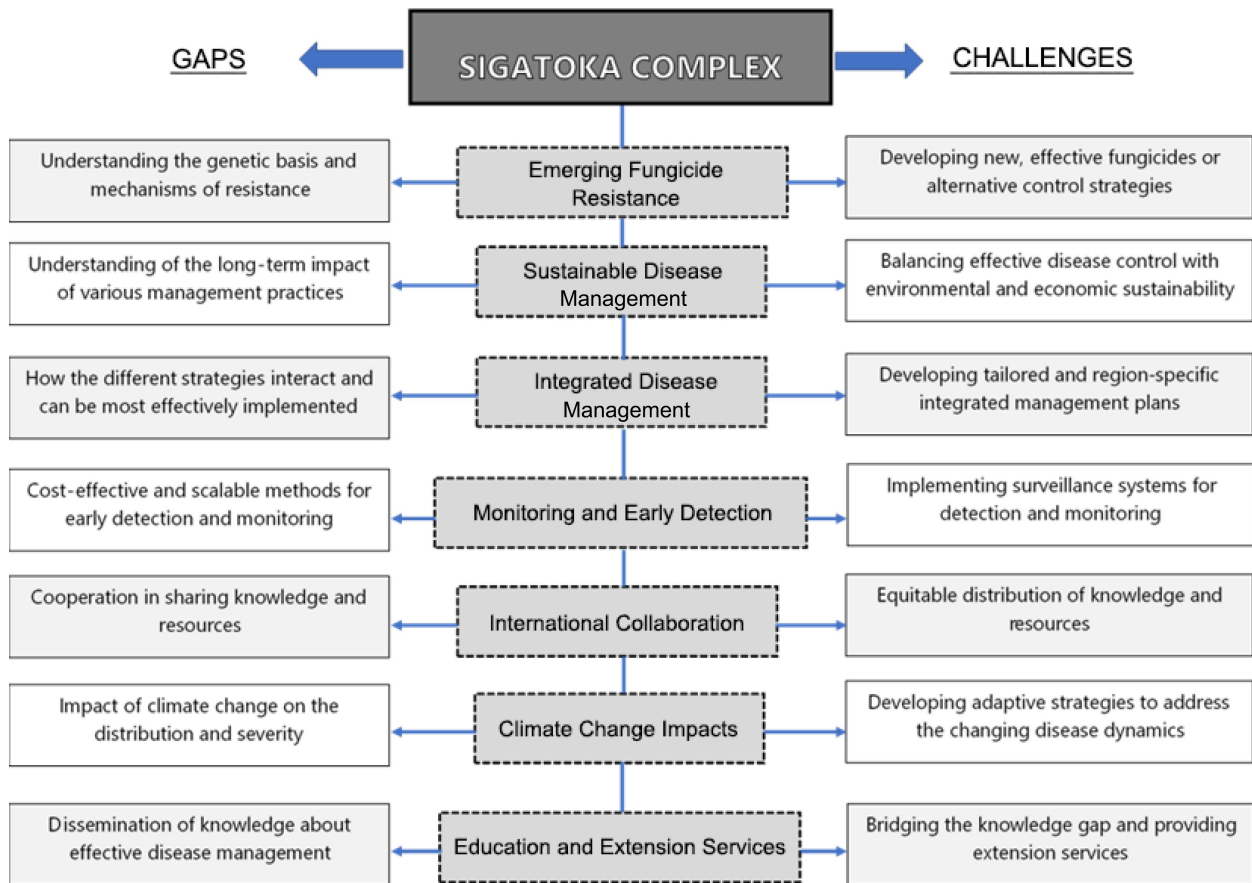 GAPS
SIGATOKA COMPLEX
CHALLENGES
Understanding the genetic basis and
mechanisms of resistance
Emerging Fungicide
Resistance
Developing new, effective fungicides or
alternative control strategies
Understanding of the long-term impact
of various management practices
Sustainable Disease
Management
Balancing effective disease control with
environmental and economic sustainability
How the different strategies interact and
can be most effectively implemented
Integrated Disease
Management
Developing tailored and region-specific
integrated management plans
Cost-effective and scalable methods for
early detection and monitoring
Monitoring and Early Detection
Implementing surveillance systems for
detection and monitoring
Cooperation in sharing knowledge and
resources
International Collaboration
Equitable distribution of knowledge and
resources
Impact of climate change on the
distribution and severity
Climate Change Impacts
Developing adaptive strategies to address
the changing disease dynamics
Dissemination of knowledge about
effective disease management
Education and Extension Services
Bridging the knowledge gap and providing
extension services